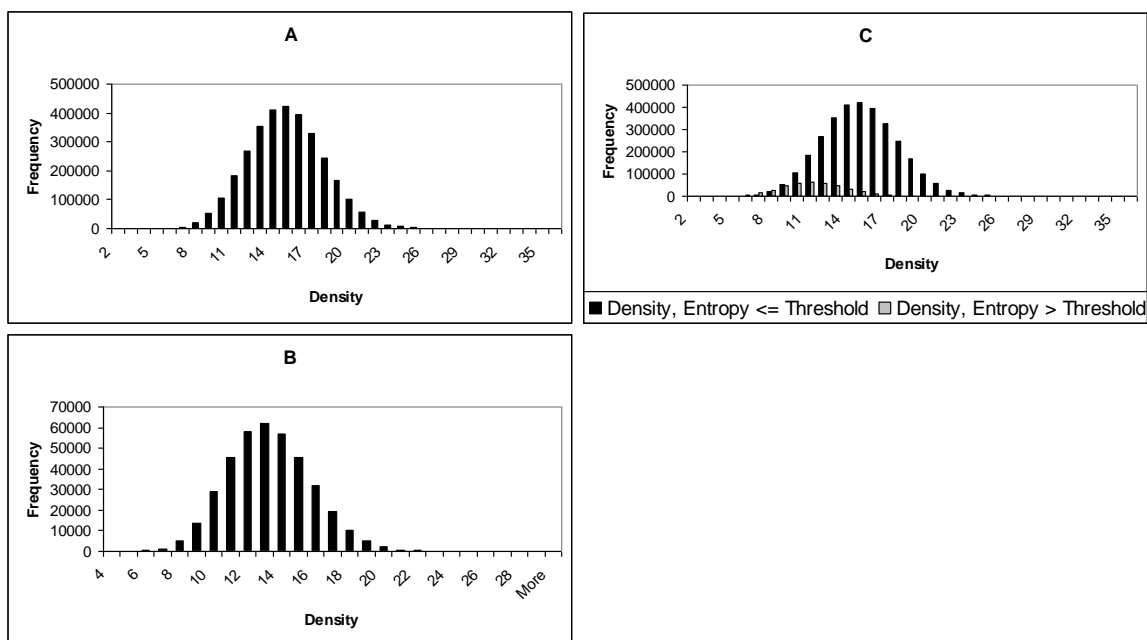 A
500000
400000
300000
200000
100000
0
Frequency
2 5 8 11 14 17 20 23 26 29 32 35
Density
C
500000
400000
300000
200000
100000
0
Frequency
2 5 8 11 14 17 20 23 26 29 32 35
Density
Density, Entropy <= Threshold Density, Entropy > Threshold
B
70000
60000
50000
40000
30000
20000
10000
0
Frequency
4 6 8 10 12 14 16 18 20 22 24 26 28 More
Density